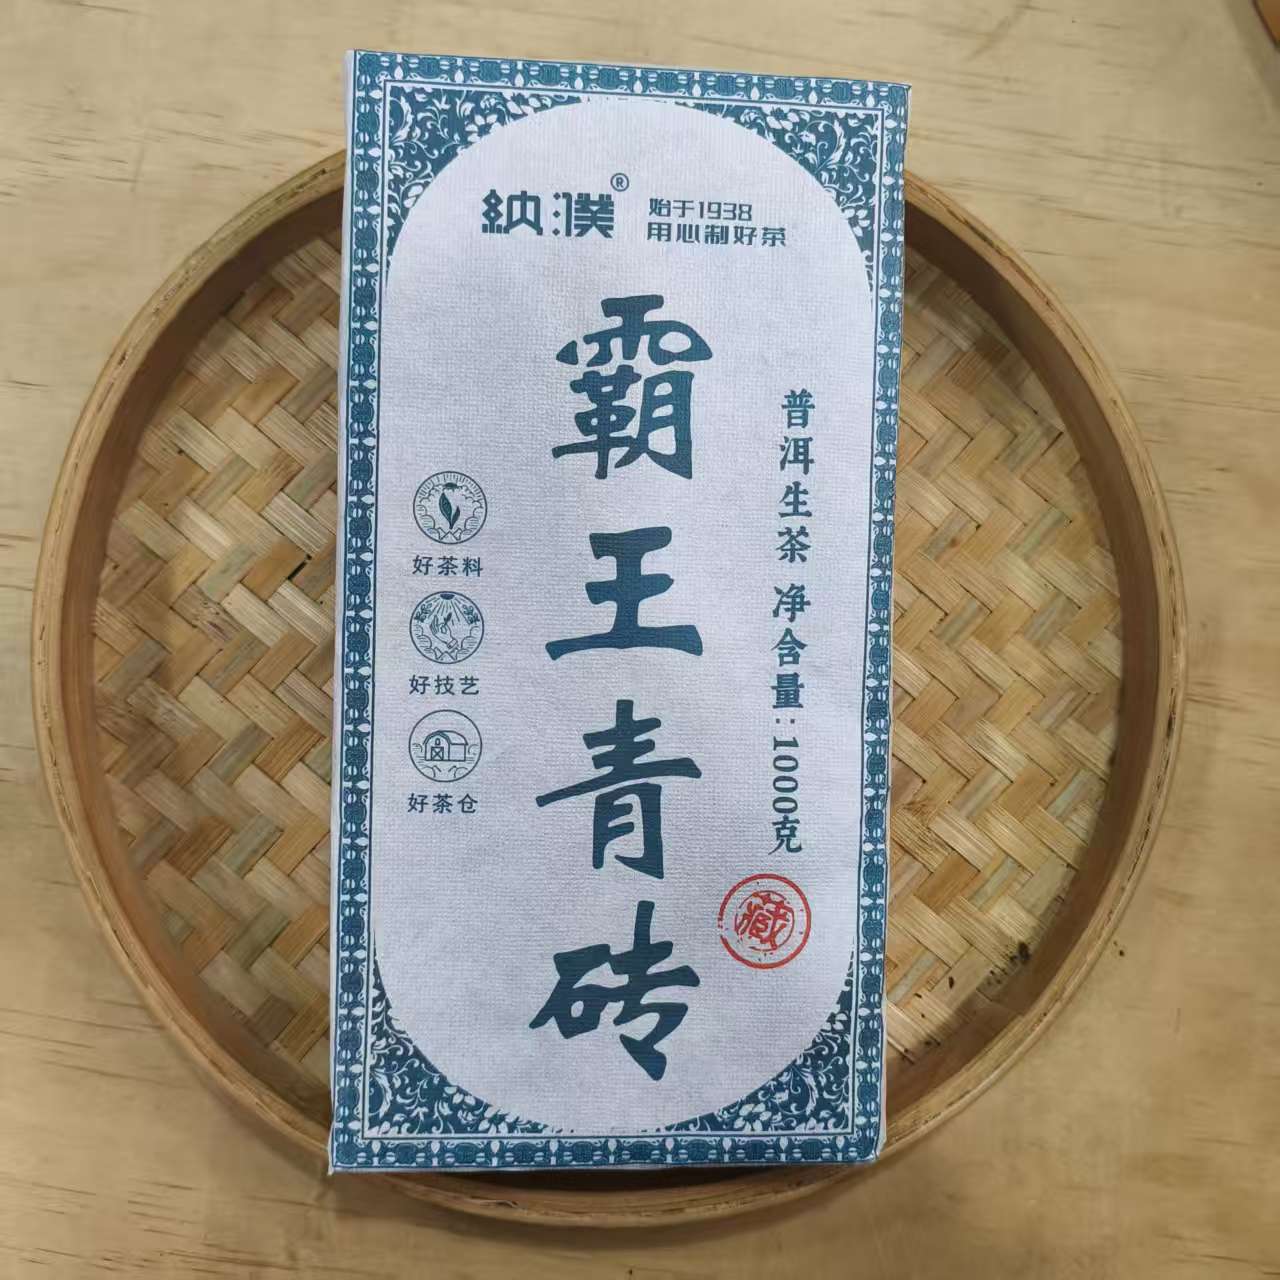 納濮®
始于1938
用心制好茶
霸王青砖
普洱生茶 净含量:1000克
好茶料
好技艺
好茶仓
藏